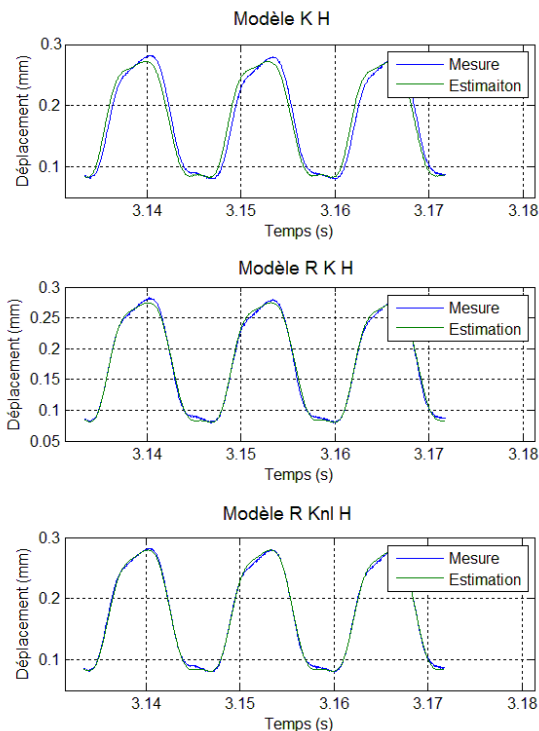 Modèle K H
Déplacement (mm)
0.3
0.2
0.1
Mesure
Estimaiton
3.14 3.15 3.16 3.17 3.18
Temps (s)
Modèle R K H
Déplacement (mm)
0.3
0.25
0.2
0.15
0.1
0.05
Mesure
Estimation
3.14 3.15 3.16 3.17 3.18
Temps (s)
Modèle R Knl H
Déplacement (mm)
0.3
0.2
0.1
Mesure
Estimation
3.14 3.15 3.16 3.17 3.18
Temps (s)